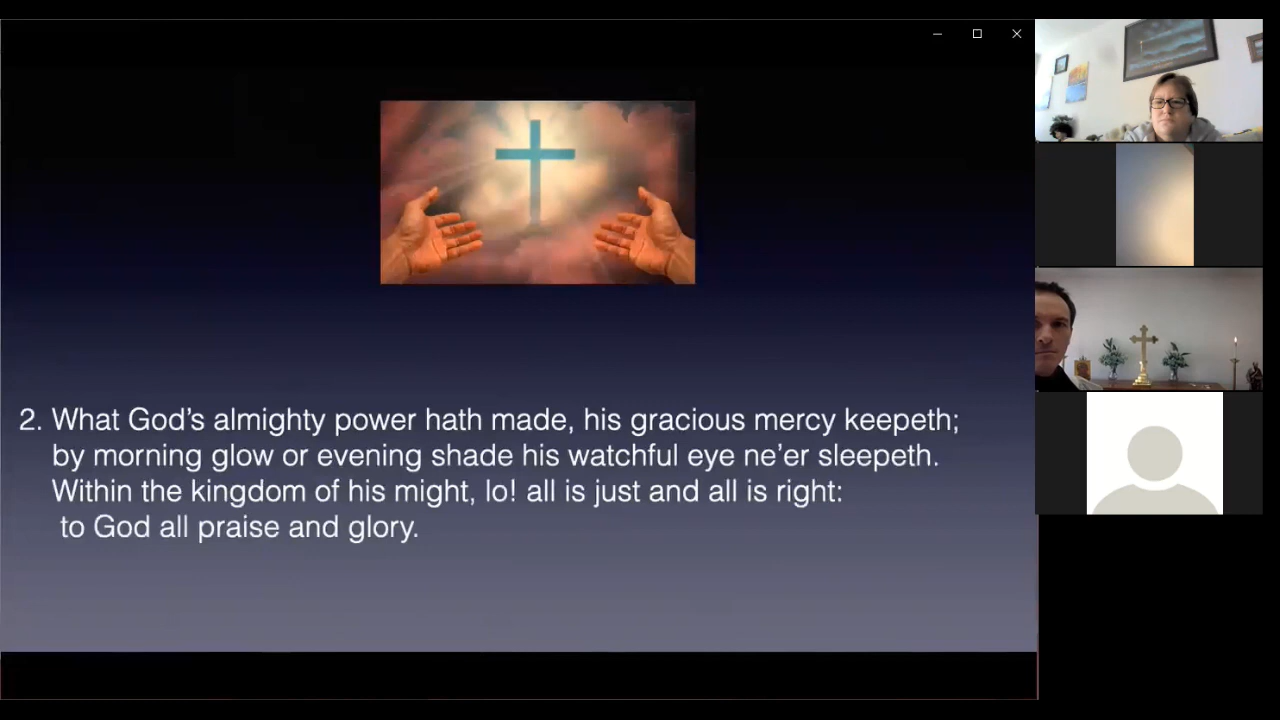 2. What God's almighty power hath made, his gracious mercy keepeth;
by morning glow or evening shade his watchful eye ne'er sleepeth.
Within the kingdom of his might, lo! all is just and all is right:
to God all praise and glory.